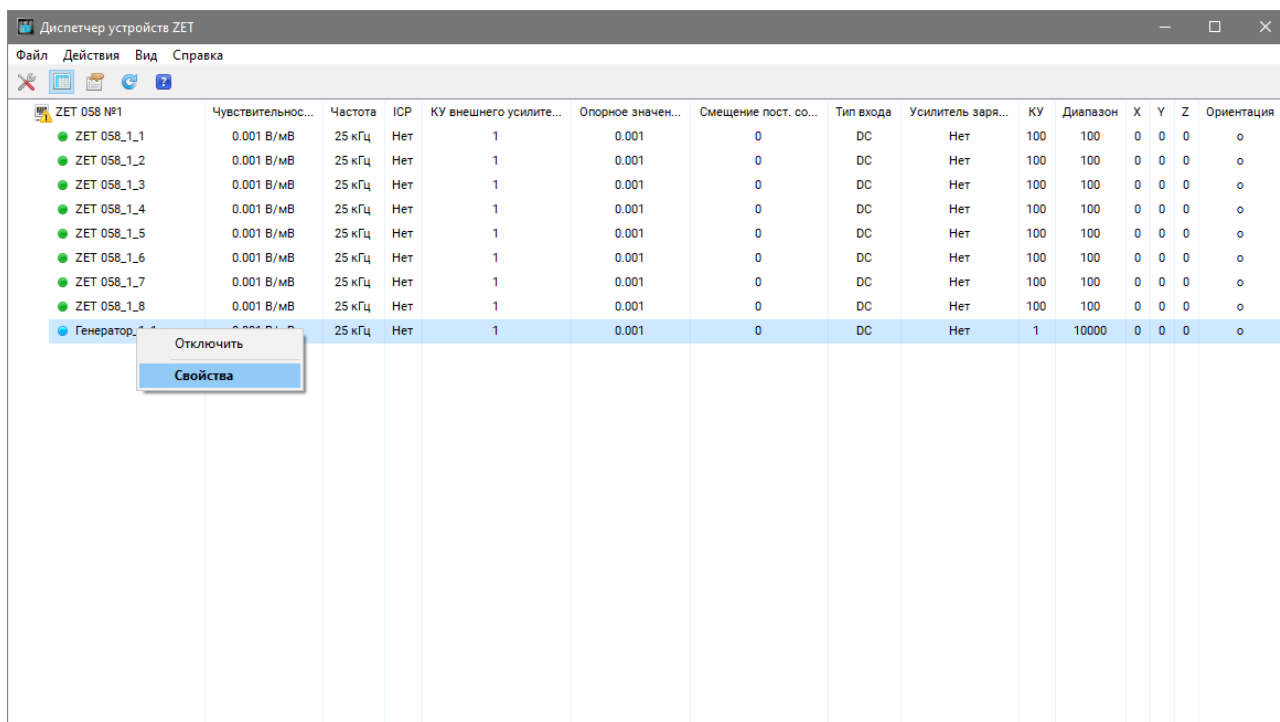 Диспетчер устройств ZET
Файл Действия Вид Справка
ZET 058 №1 Чувствительнос... Частота ICP КУ внешнего усилите... Опорное значен... Смещение пост. со... Тип входа Усилитель заря... КУ Диапазон X Y Z Ориентация
ZET 058_1_1 0.001 В/мВ 25 кГц Нет 1 0.001 0 DC Нет 100 100 0 0 0 o
ZET 058_1_2 0.001 В/мВ 25 кГц Нет 1 0.001 0 DC Нет 100 100 0 0 0 o
ZET 058_1_3 0.001 В/мВ 25 кГц Нет 1 0.001 0 DC Нет 100 100 0 0 0 o
ZET 058_1_4 0.001 В/мВ 25 кГц Нет 1 0.001 0 DC Нет 100 100 0 0 0 o
ZET 058_1_5 0.001 В/мВ 25 кГц Нет 1 0.001 0 DC Нет 100 100 0 0 0 o
ZET 058_1_6 0.001 В/мВ 25 кГц Нет 1 0.001 0 DC Нет 100 100 0 0 0 o
ZET 058_1_7 0.001 В/мВ 25 кГц Нет 1 0.001 0 DC Нет 100 100 0 0 0 o
ZET 058_1_8 0.001 В/мВ 25 кГц Нет 1 0.001 0 DC Нет 100 100 0 0 0 o
Генератор_ 25 кГц Нет 1 0.001 0 DC Нет 1 10000 0 0 0 o
Отключить
Свойства